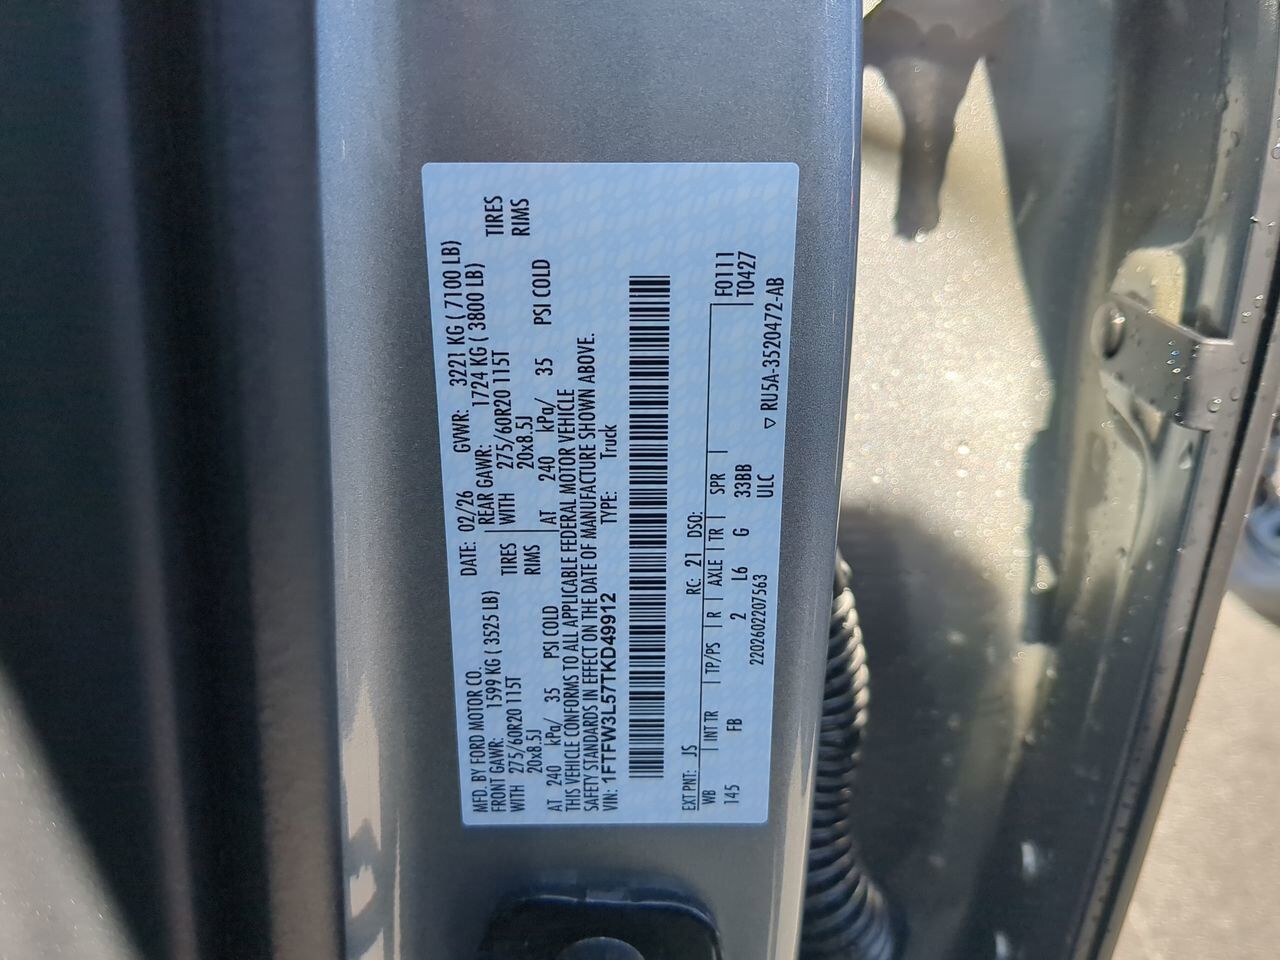 MFD. BY FORD MOTOR CO. DATE: 02/26 GVWR: 3221 KG ( 7100 LB)
FRONT GAWR: 1599 KG ( 3525 LB) REAR GAWR: 1724 KG ( 3800 LB)
WITH 275/60R20 115T TIRES WITH 275/60R20 115T TIRES
20x8.5J RIMS 20x8.5J RIMS
AT 240 kPa/ 35 PSI COLD AT 240 kPa/ 35 PSI COLD
THIS VEHICLE CONFORMS TO ALL APPLICABLE FEDERAL MOTOR VEHICLE
SAFETY STANDARDS IN EFFECT ON THE DATE OF MANUFACTURE SHOWN ABOVE.
VIN: 1FTFW3L57TKD49912 TYPE: Truck
EXT PNT: JS RC: 21 DSO:
WB | INT TR | TP/PS | R | AXLE | TR | SPR | F0111
145 FB 2 L6 G 33BB T0427
2202602207563 ULC ▽ RU5A-3520472-AB